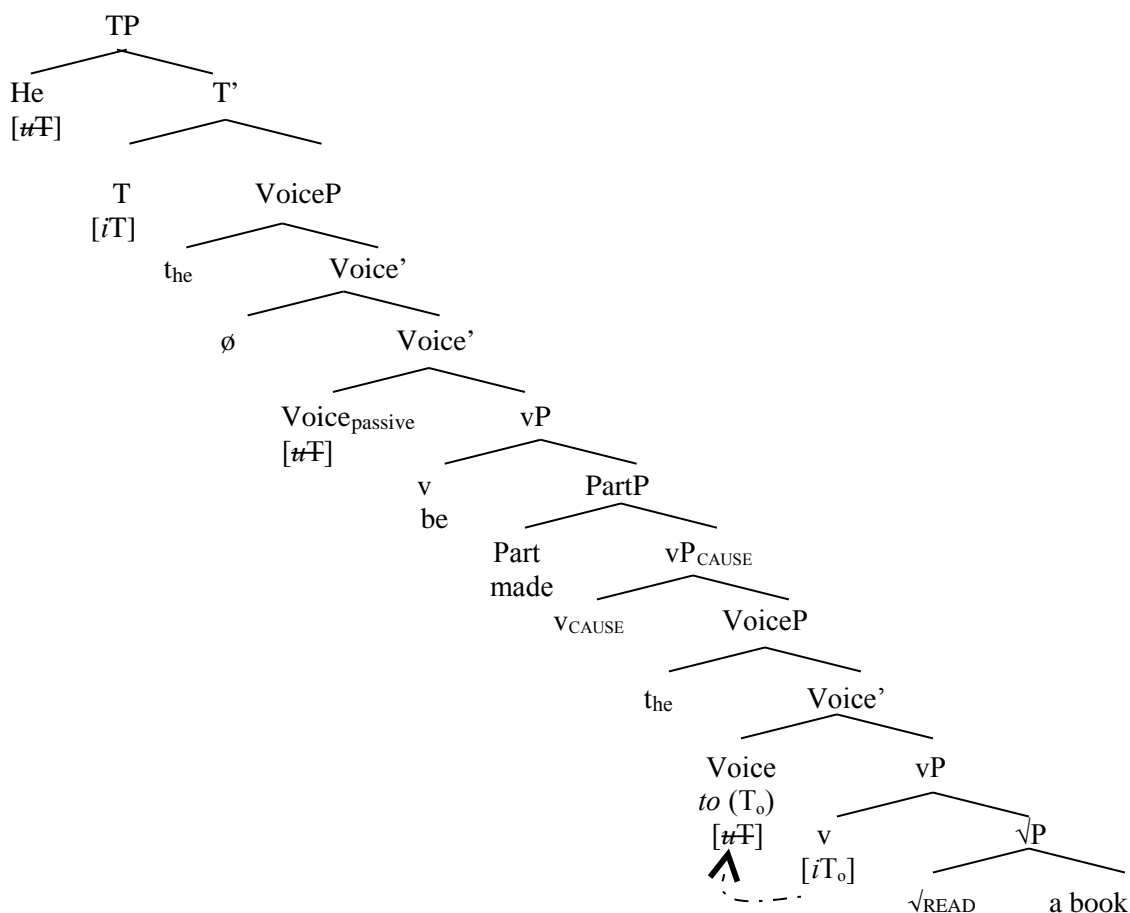 TP
He T’
[uT]
T VoiceP
[iT]
the Voice’
ø Voice’
Voicepassive vP
[uT]
v PartP
be
Part vPCAUSE
made
vCAUSE VoiceP
the Voice’
Voice vP
to (To)
[uT] v √P
[iTo]
√READ a book